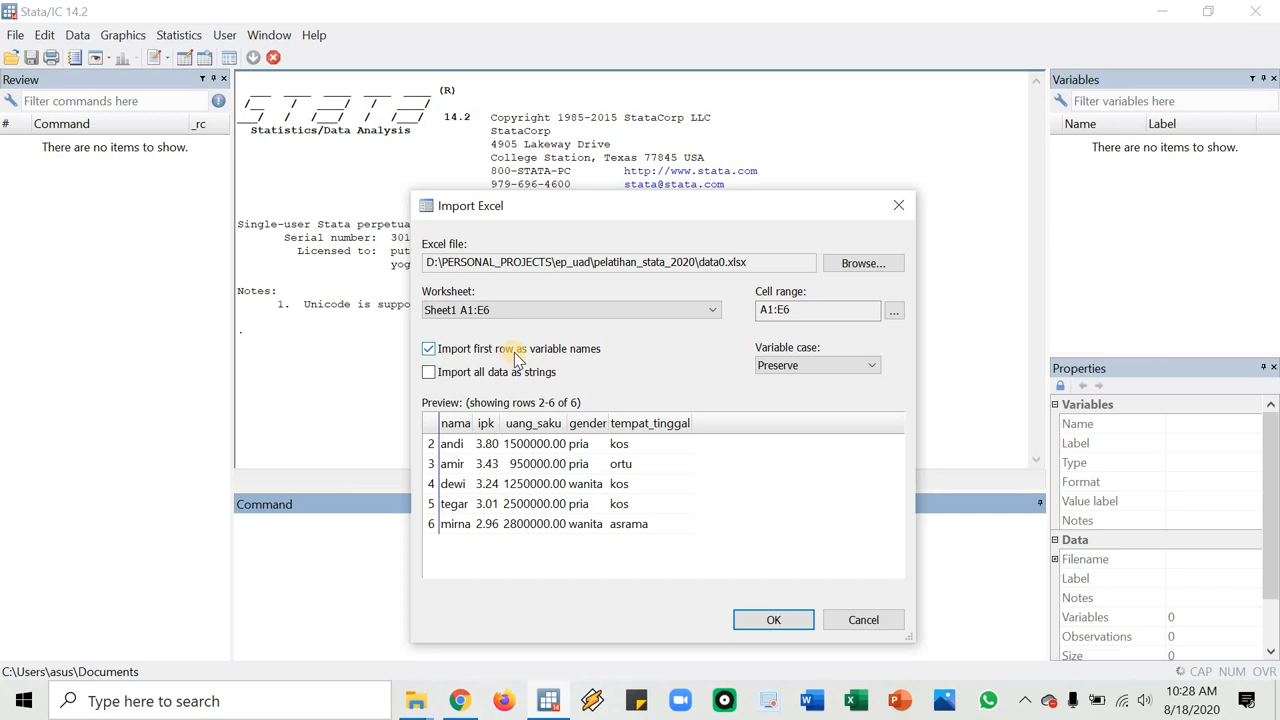 Stata/IC 14.2
File Edit Data Graphics Statistics User Window Help
Review
Filter commands here
# Command _rc
There are no items to show.
(R)
Statistics/Data Analysis
14.2 Copyright 1985-2015 StataCorp LLC
StataCorp
4905 Lakeway Drive
College Station, Texas 77845 USA
800-STATA-PC http://www.stata.com
979-696-4600 stata@stata.com
Single-user Stata perpetua
Serial number: 301
Licensed to: put
yog
Notes:
1. Unicode is suppo
.
Import Excel
Excel file:
D:\PERSONAL_PROJECTS\ep_uad\pelatihan_stata_2020\data0.xlsx
Browse...
Worksheet:
Cell range:
Sheet1 A1:E6
A1:E6
...
Import first row as variable names
Variable case:
Import all data as strings
Preserve
Preview: (showing rows 2-6 of 6)
nama ipk uang_saku gender tempat_tinggal
2 andi 3.80 1500000.00 pria kos
3 amir 3.43 950000.00 pria ortu
4 dewi 3.24 1250000.00 wanita kos
5 tegar 3.01 2500000.00 pria kos
6 mirna 2.96 2800000.00 wanita asrama
OK Cancel
Command
Variables
Filter variables here
Name Label
There are no items to show.
Properties
Variables
Name
Label
Type
Format
Value label
Notes
Data
Filename
Label
Notes
Variables 0
Observations 0
Size 0
C:\Users\asus\Documents
CAP NUM OVR
Type here to search
10:28 AM
8/18/2020